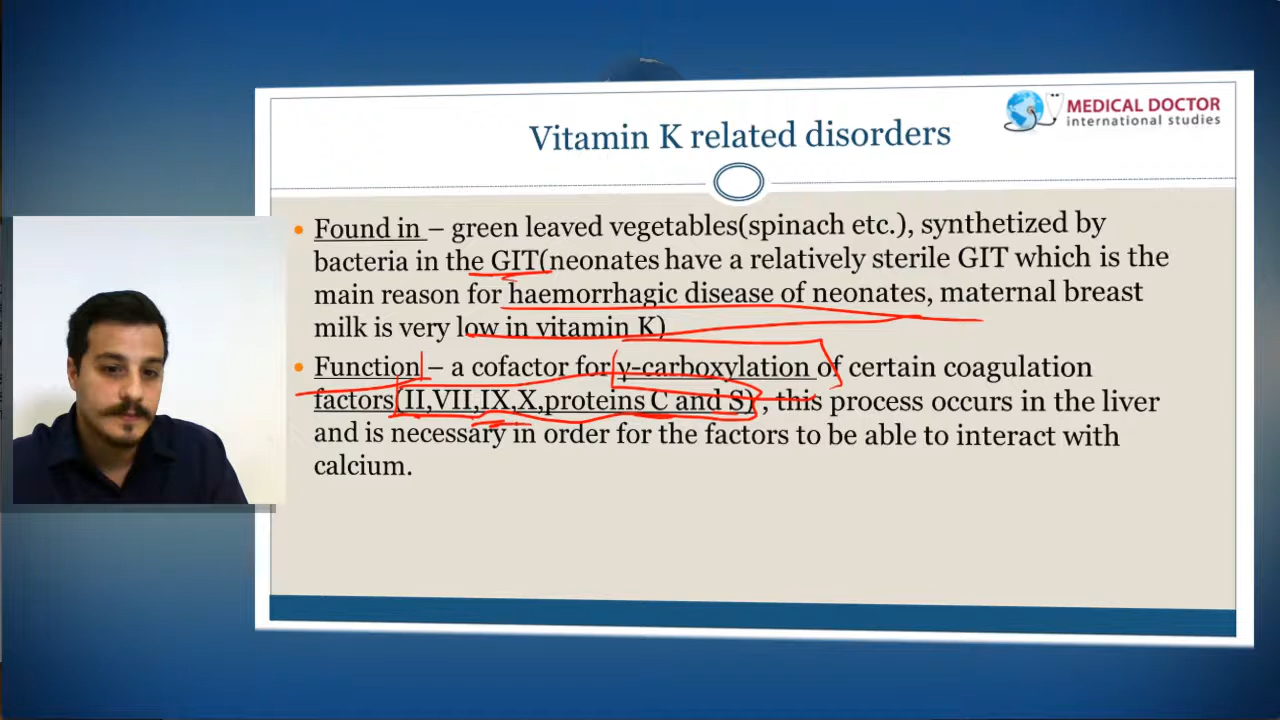 MEDICAL DOCTOR
international studies
Vitamin K related disorders
• Found in – green leaved vegetables(spinach etc.), synthetized by
bacteria in the GIT(neonates have a relatively sterile GIT which is the
main reason for haemorrhagic disease of neonates, maternal breast
milk is very low in vitamin K)
• Function – a cofactor for γ-carboxylation of certain coagulation
factors(II,VII,IX,X,proteins C and S) , this process occurs in the liver
and is necessary in order for the factors to be able to interact with
calcium.